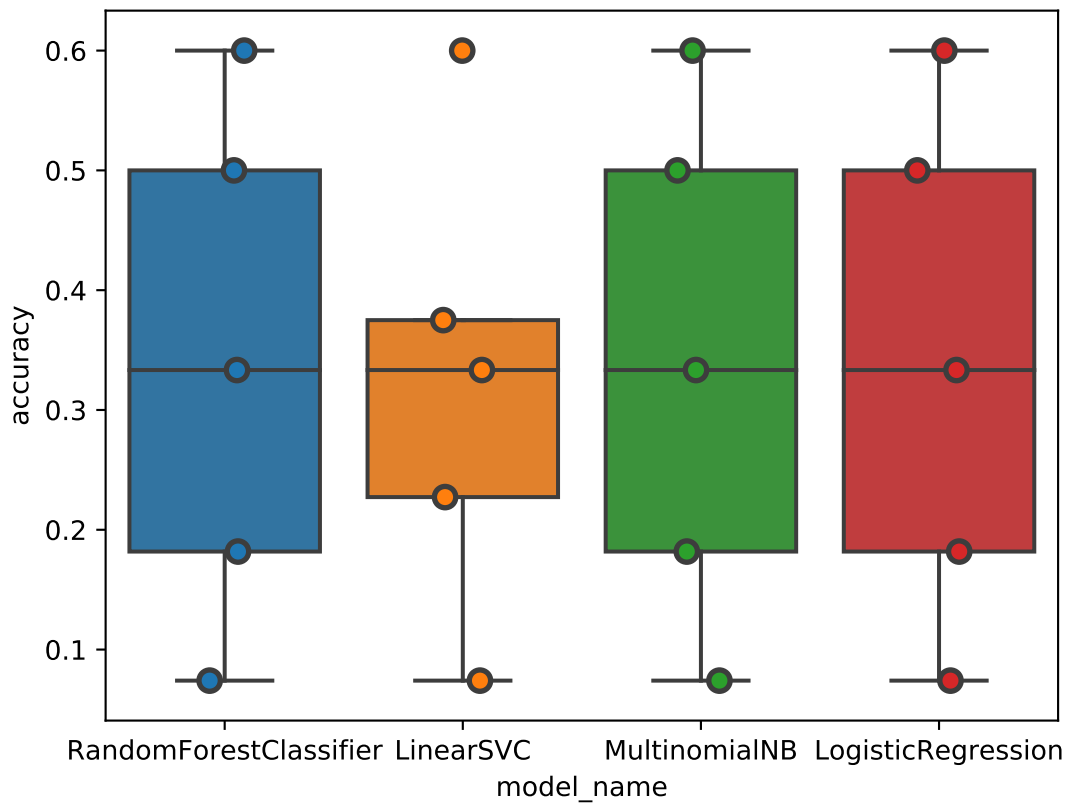 0.6
0.5
0.4
0.3
0.2
0.1
accuracy
RandomForestClassifier LinearSVC MultinomialNB LogisticRegression
model_name